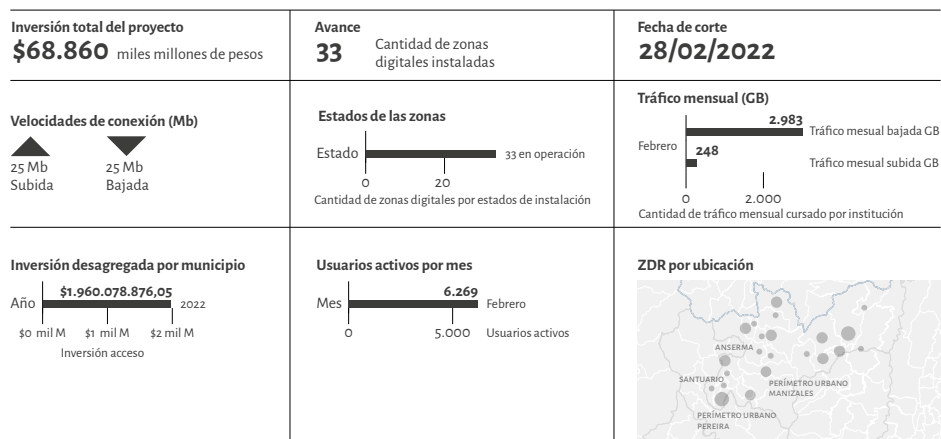 Inversión total del proyecto
$68.860 miles millones de pesos
Avance
33 Cantidad de zonas
digitales instaladas
Fecha de corte
28/02/2022
Velocidades de conexión (Mb)
25 Mb
Subida
25 Mb
Bajada
Estados de las zonas
Estado
33 en operación
0 20
Cantidad de zonas digitales por estados de instalación
Tráfico mensual (GB)
2.983
Tráfico mesual bajada GB
Febrero
248
Tráfico mesual subida GB
0 2.000
Cantidad de tráfico mensual cursado por institución
Inversión desagregada por municipio
$1.960.078.876,05
Año 2022
$0 mil M $1 mil M $2 mil M
Inversión acceso
Usuarios activos por mes
6.269
Mes Febrero
0 5.000 Usuarios activos
ZDR por ubicación
ANSERMA
SANTUARIO
PERÍMETRO URBANO
MANIZALES
PERÍMETRO URBANO
PEREIRA